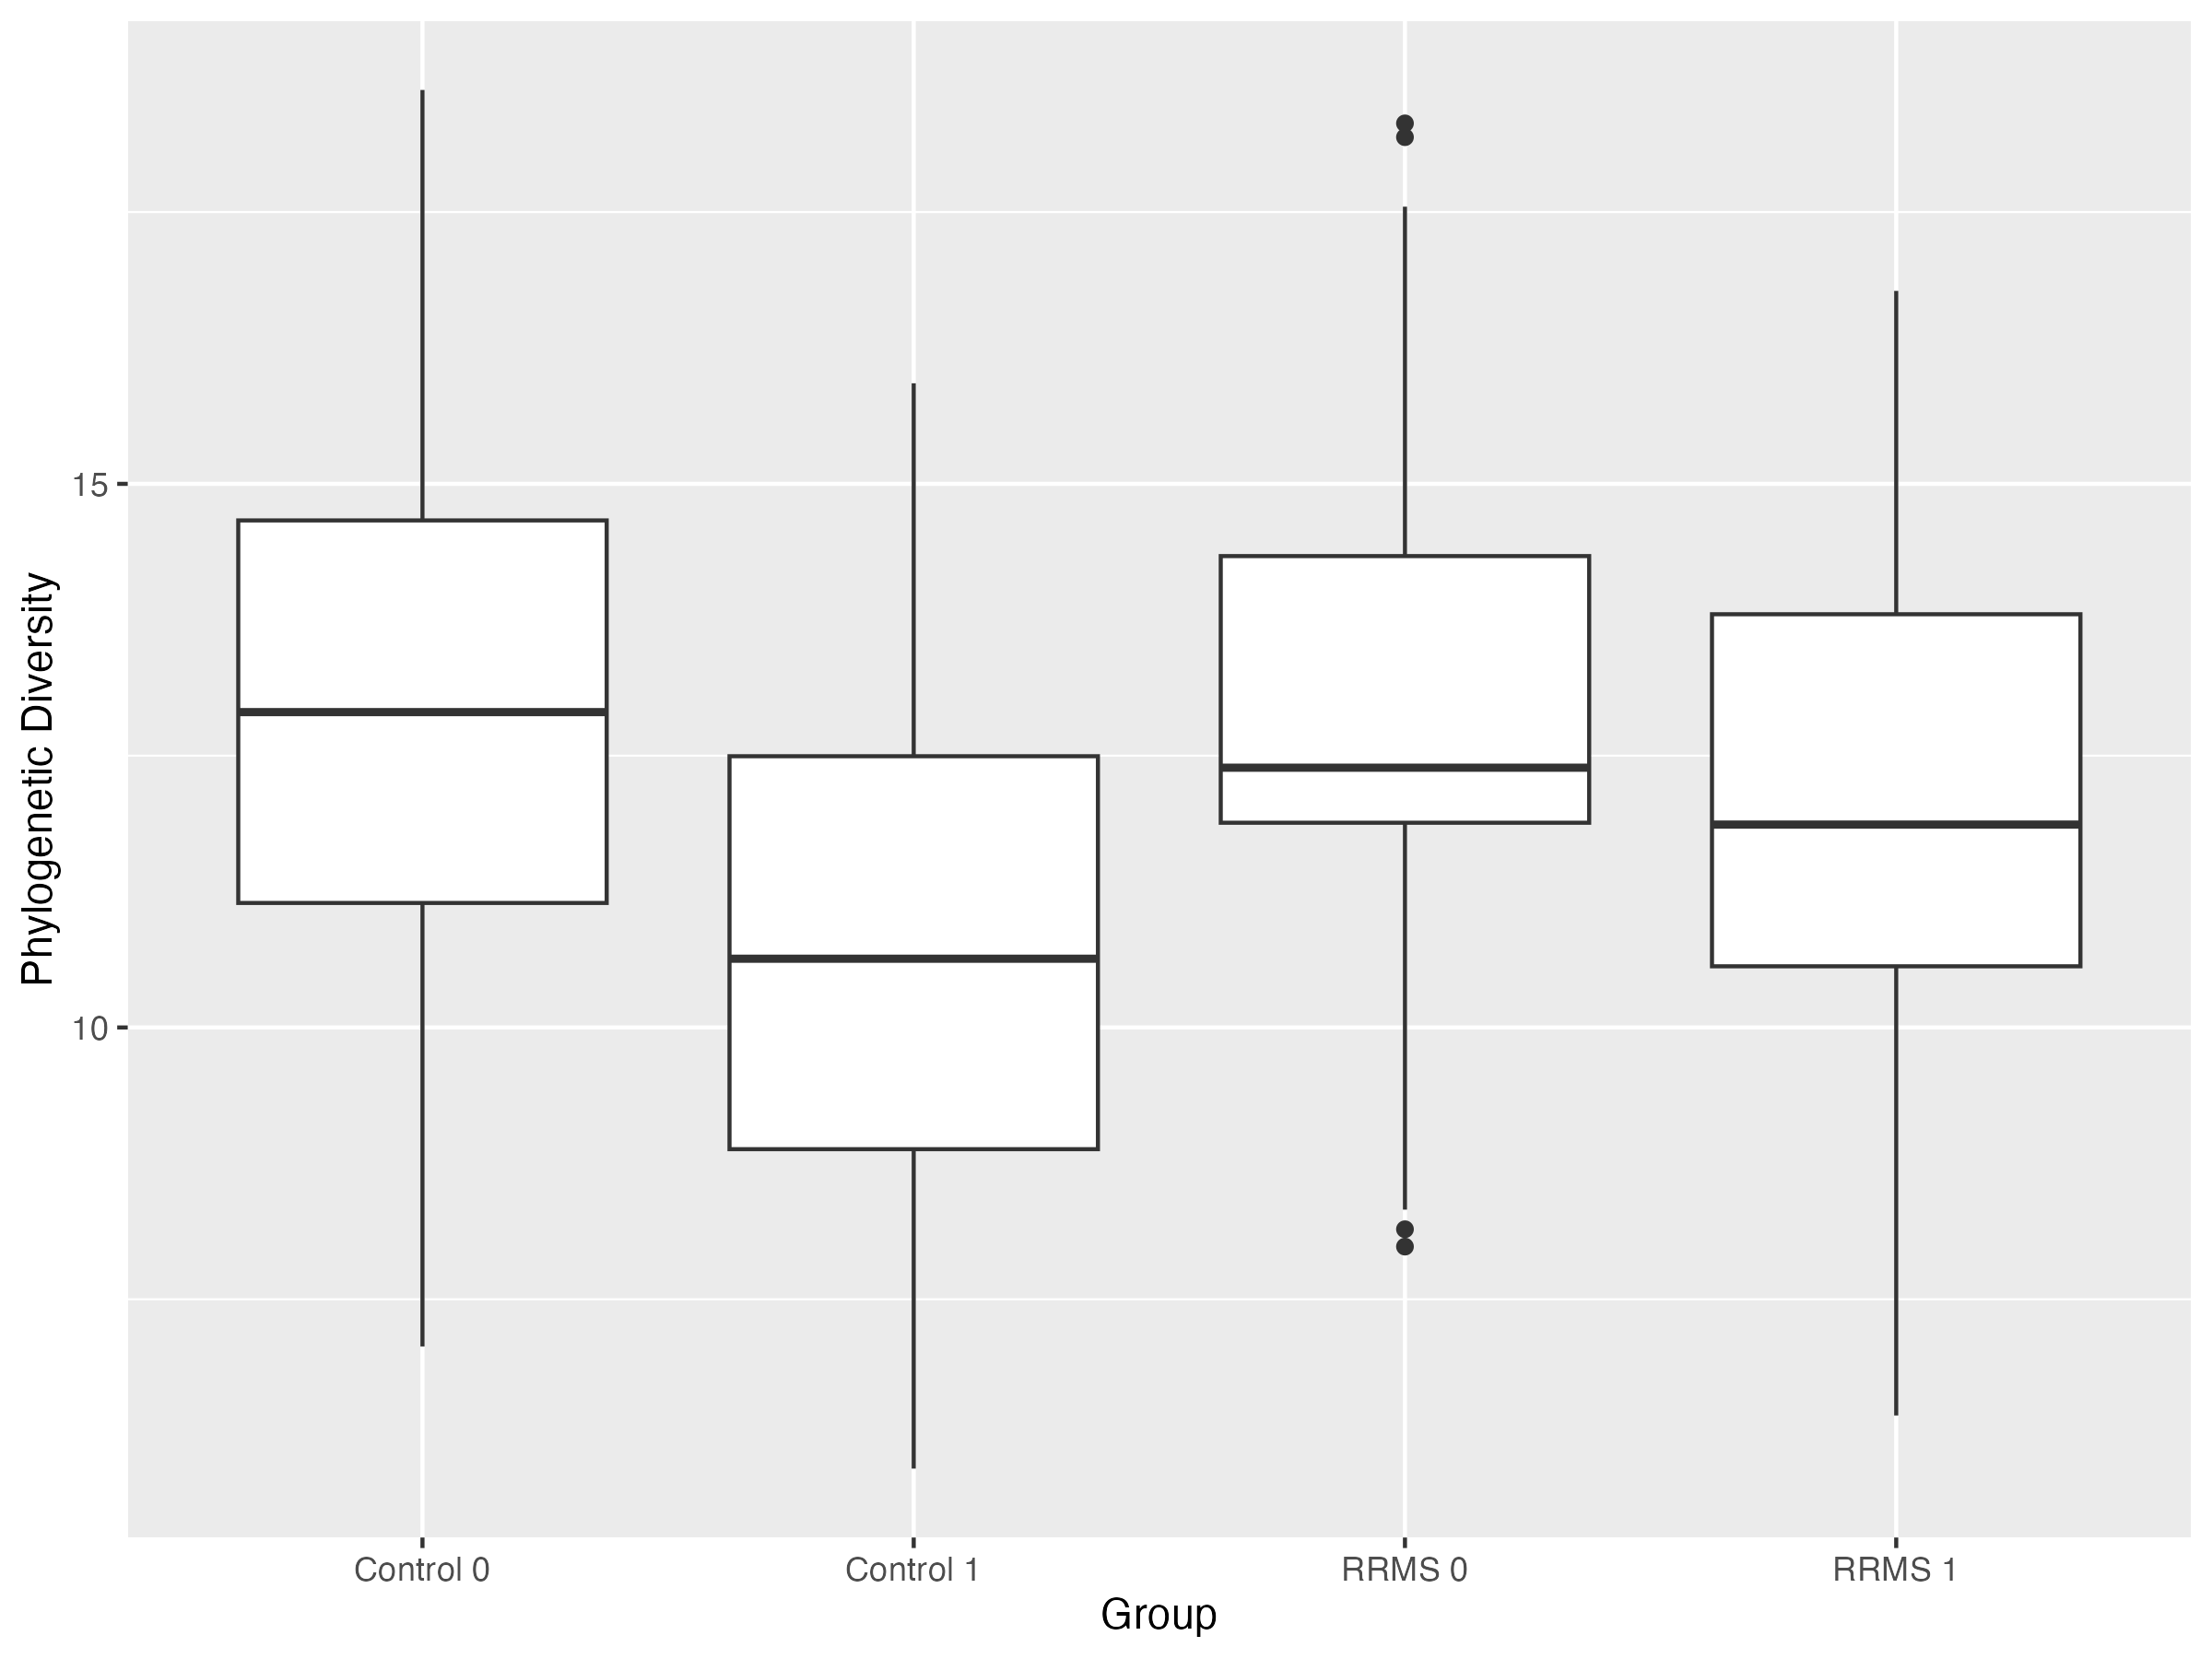 Phylogenetic Diversity
15
10
Control 0
Control 1
RRMS 0
RRMS 1
Group